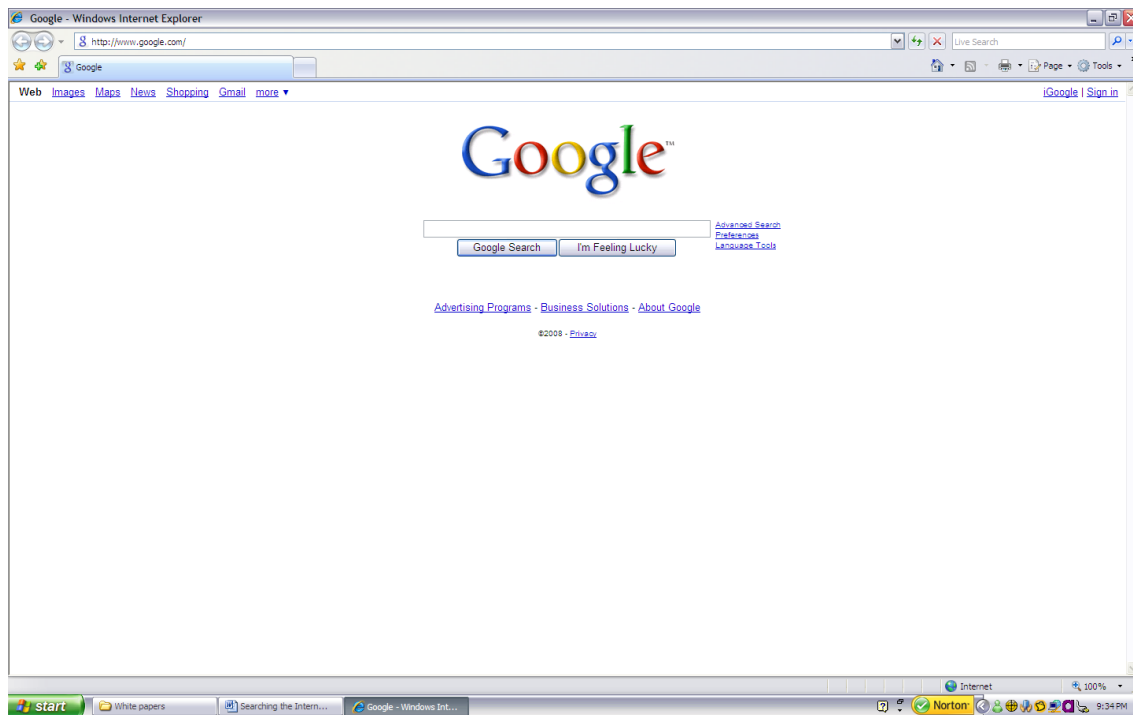 Google - Windows Internet Explorer
http://www.google.com/ Live Search
Google Page Tools
Web Images Maps News Shopping Gmail more ▼ iGoogle | Sign in
Google™
Advanced Search
Preferences
Language Tools
Google Search I'm Feeling Lucky
Advertising Programs - Business Solutions - About Google
©2008 - Privacy
Internet 100%
start White papers Searching the Intern... Google - Windows Int... Norton 9:34 PM